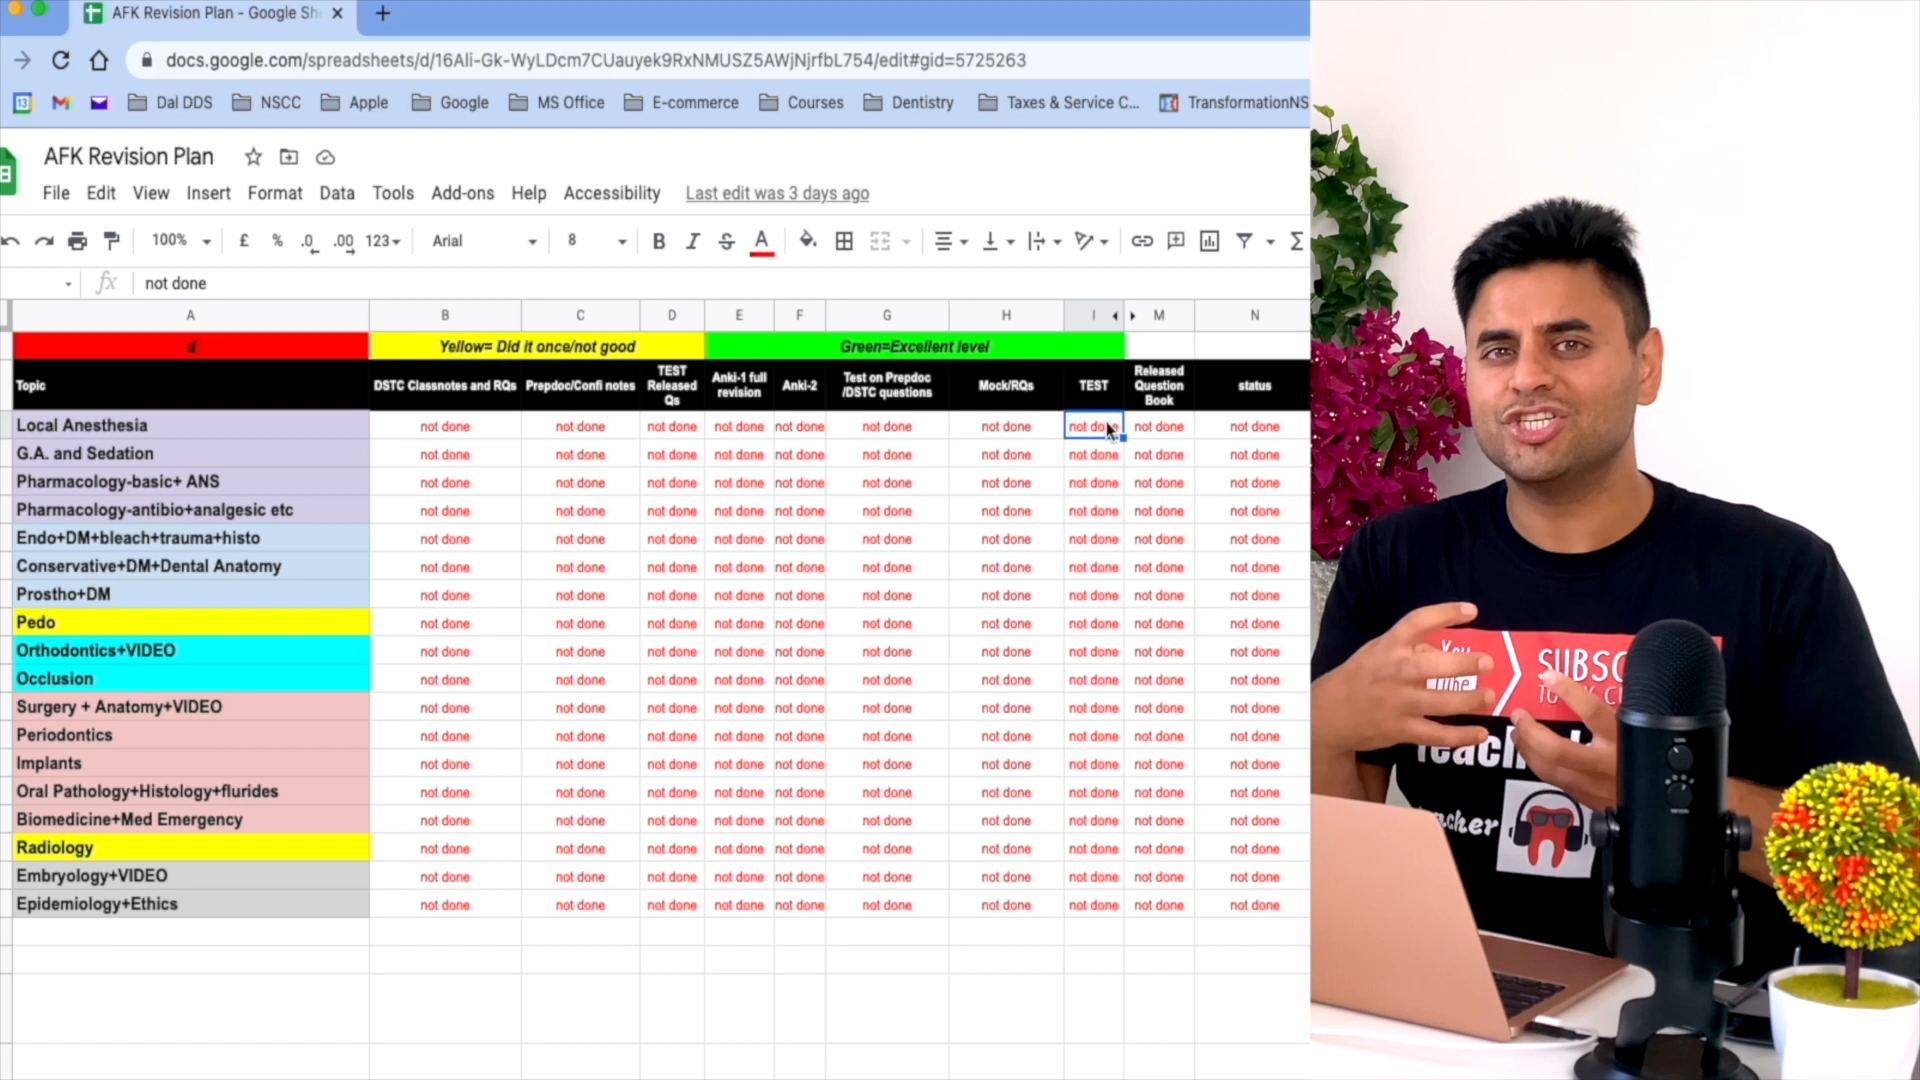 AFK Revision Plan - Google Sh
docs.google.com/spreadsheets/d/16Ali-Gk-WyLDcm7CUauyek9RxNMUSZ5AWjNjrfbL754/edit#gid=5725263
13 Dal DDS NSCC Apple Google MS Office E-commerce Courses Dentistry Taxes & Service C... TransformationNS
AFK Revision Plan
File Edit View Insert Format Data Tools Add-ons Help Accessibility Last edit was 3 days ago
100% £ % .0 .00 123 Arial 8 B I S A Σ
fx not done
A B C D E F G H I M N
d Yellow= Did it once/not good Green=Excellent level
Topic DSTC Classnotes and RQs Prepdoc/Confi notes TEST Released Qs Anki-1 full revision Anki-2 Test on Prepdoc /DSTC questions Mock/RQs TEST Released Question Book status
Local Anesthesia not done not done not done not done not done not done not done not done not done not done
G.A. and Sedation not done not done not done not done not done not done not done not done not done not done
Pharmacology-basic+ ANS not done not done not done not done not done not done not done not done not done not done
Pharmacology-antibio+analgesic etc not done not done not done not done not done not done not done not done not done not done
Endo+DM+bleach+trauma+histo not done not done not done not done not done not done not done not done not done not done
Conservative+DM+Dental Anatomy not done not done not done not done not done not done not done not done not done not done
Prostho+DM not done not done not done not done not done not done not done not done not done not done
Pedo not done not done not done not done not done not done not done not done not done not done
Orthodontics+VIDEO not done not done not done not done not done not done not done not done not done not done
Occlusion not done not done not done not done not done not done not done not done not done not done
Surgery + Anatomy+VIDEO not done not done not done not done not done not done not done not done not done not done
Periodontics not done not done not done not done not done not done not done not done not done not done
Implants not done not done not done not done not done not done not done not done not done not done
Oral Pathology+Histology+flurides not done not done not done not done not done not done not done not done not done not done
Biomedicine+Med Emergency not done not done not done not done not done not done not done not done not done not done
Radiology not done not done not done not done not done not done not done not done not done not done
Embryology+VIDEO not done not done not done not done not done not done not done not done not done not done
Epidemiology+Ethics not done not done not done not done not done not done not done not done not done not done
You
Tube
SUBSC